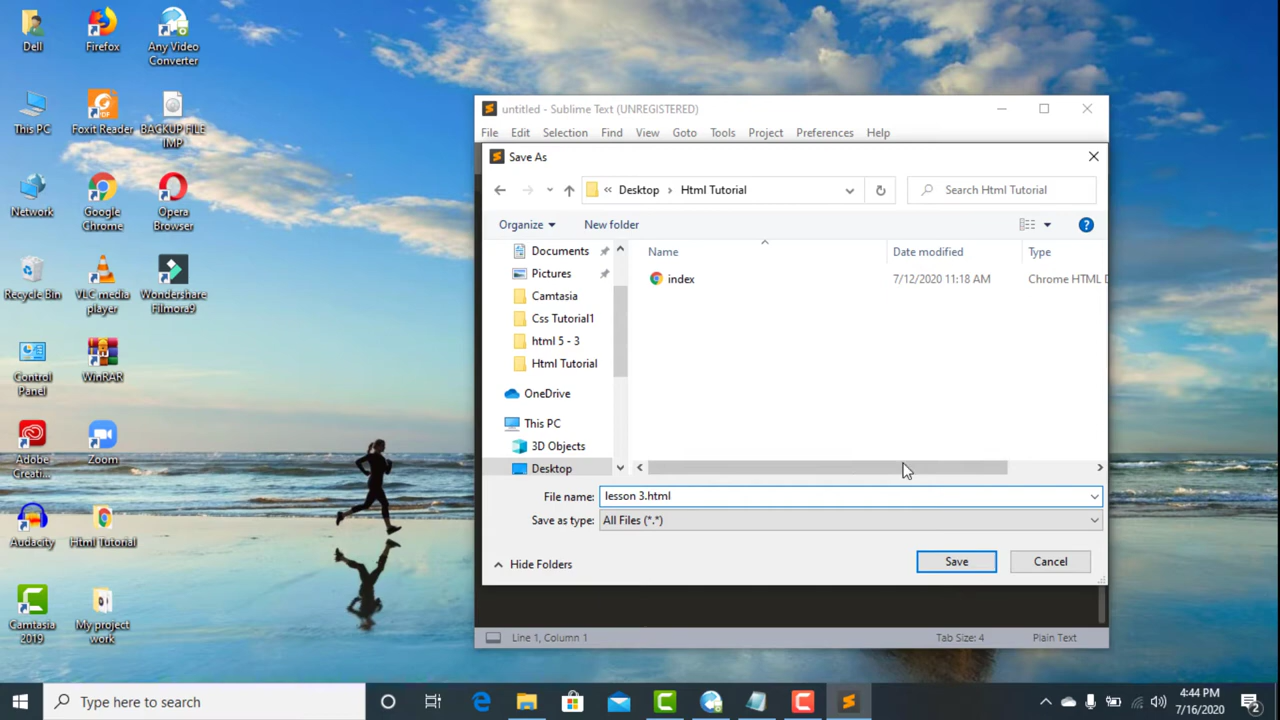 Dell
Firefox
Any Video
Converter
This PC
Foxit Reader
BACKUP FILE
IMP
Network
Google
Chrome
Opera
Browser
Recycle Bin
VLC media
player
Wondershare
Filmora9
Control
Panel
WinRAR
Adobe
Creati...
Zoom
Audacity
Html Tutorial
Camtasia
2019
My project
work
untitled - Sublime Text (UNREGISTERED)
File Edit Selection Find View Goto Tools Project Preferences Help
Save As
« Desktop › Html Tutorial
Search Html Tutorial
Organize New folder
Documents
Pictures
Camtasia
Css Tutorial1
html 5 - 3
Html Tutorial
OneDrive
This PC
3D Objects
Desktop
Name Date modified Type
index 7/12/2020 11:18 AM Chrome HTML D
File name: lesson 3.html
Save as type: All Files (*.*)
Hide Folders
Save Cancel
Line 1, Column 1 Tab Size: 4 Plain Text
Type here to search
4:44 PM
7/16/2020
2